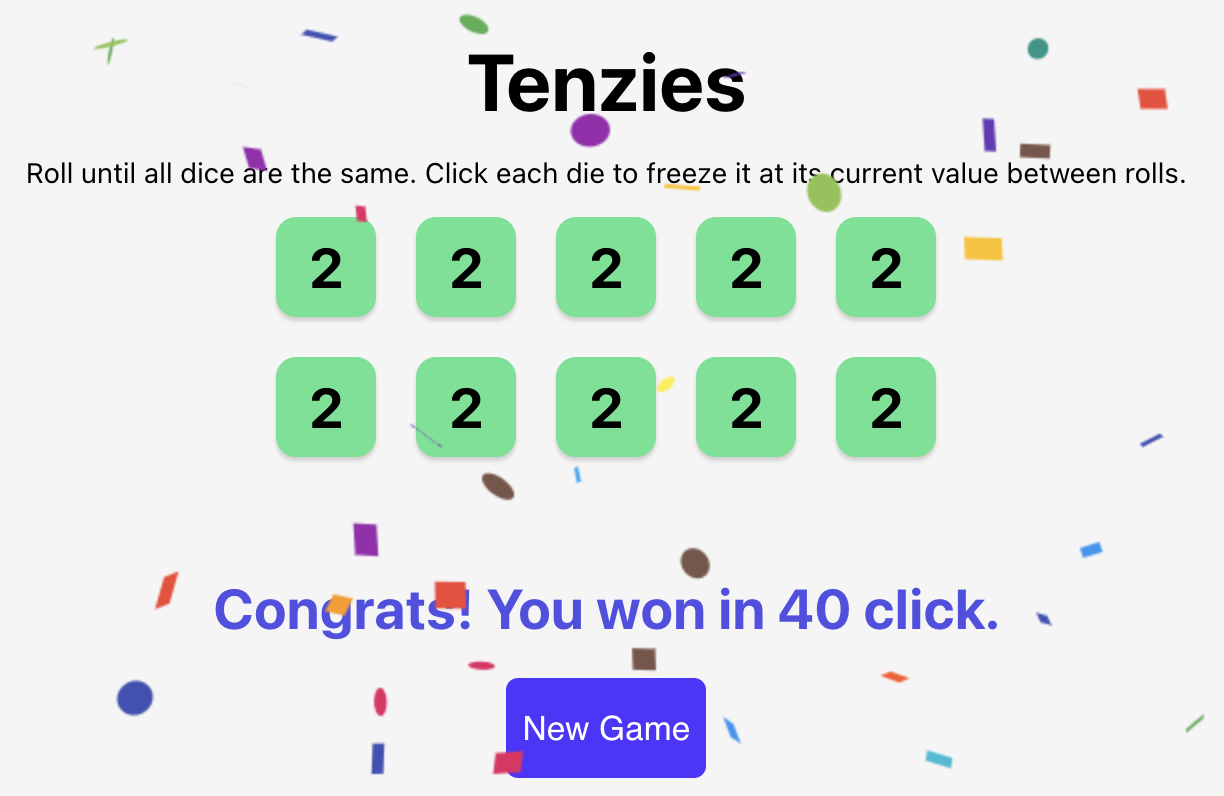 Tenzies
Roll until all dice are the same. Click each die to freeze it at its current value between rolls.
2 2 2 2 2
2 2 2 2 2
Congrats! You won in 40 click.
New Game